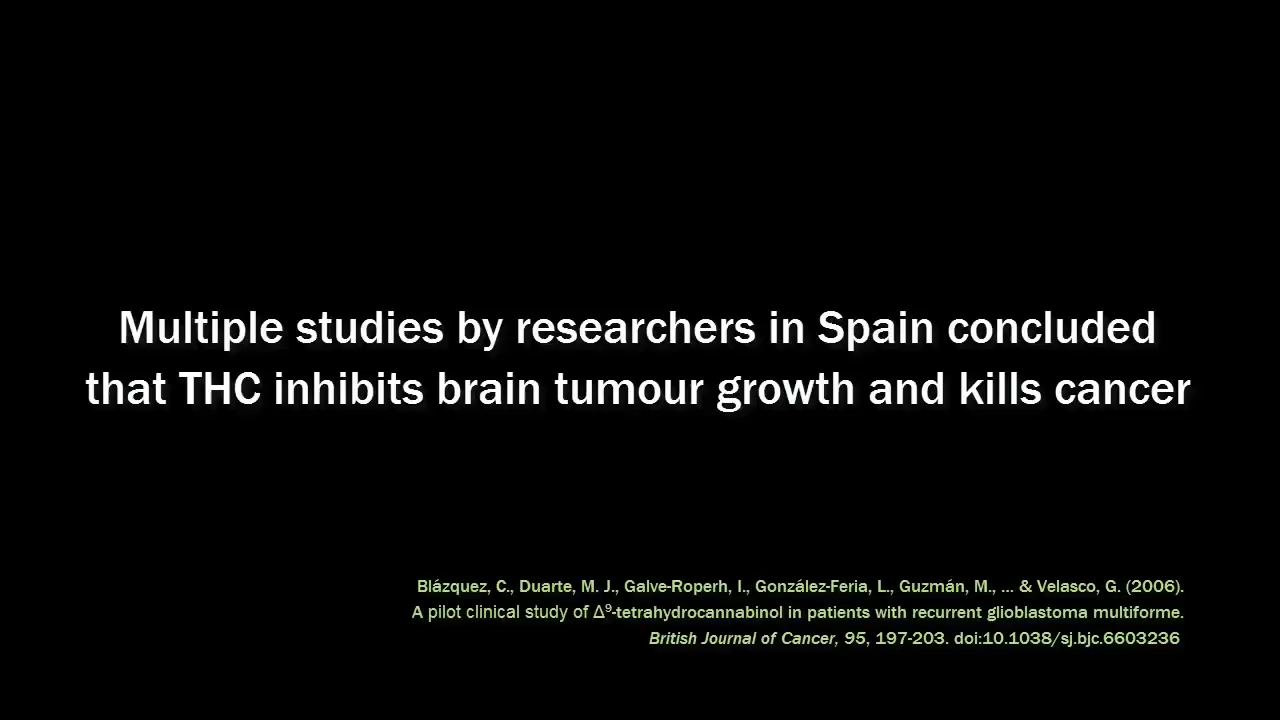 Multiple studies by researchers in Spain concluded
that THC inhibits brain tumour growth and kills cancer
Blázquez, C., Duarte, M. J., Galve-Roperh, I., González-Feria, L., Guzmán, M., ... & Velasco, G. (2006).
A pilot clinical study of Δ⁹-tetrahydrocannabinol in patients with recurrent glioblastoma multiforme.
British Journal of Cancer, 95, 197-203. doi:10.1038/sj.bjc.6603236